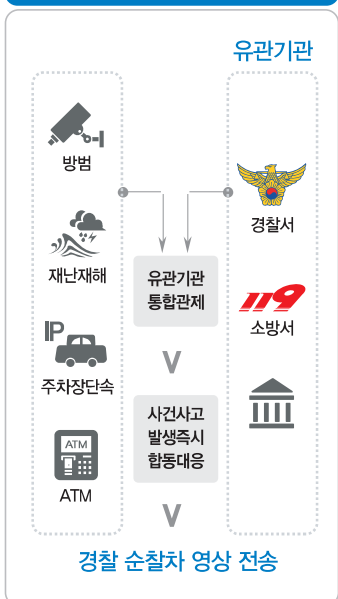 유관기관
방범
재난재해
P
주차장단속
ATM
ATM
경찰서
119
소방서
유관기관
통합관제
사건사고
발생즉시
합동대응
경찰 순찰차 영상 전송